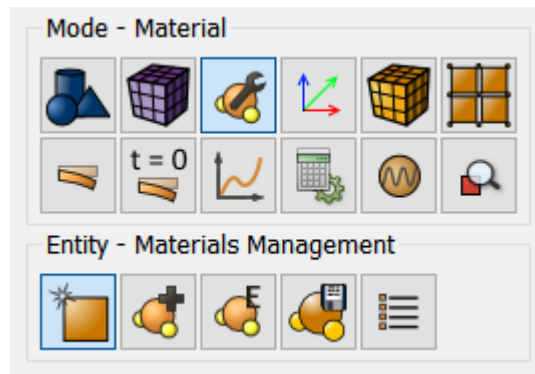 Mode - Material
t = 0
Entity - Materials Management
E